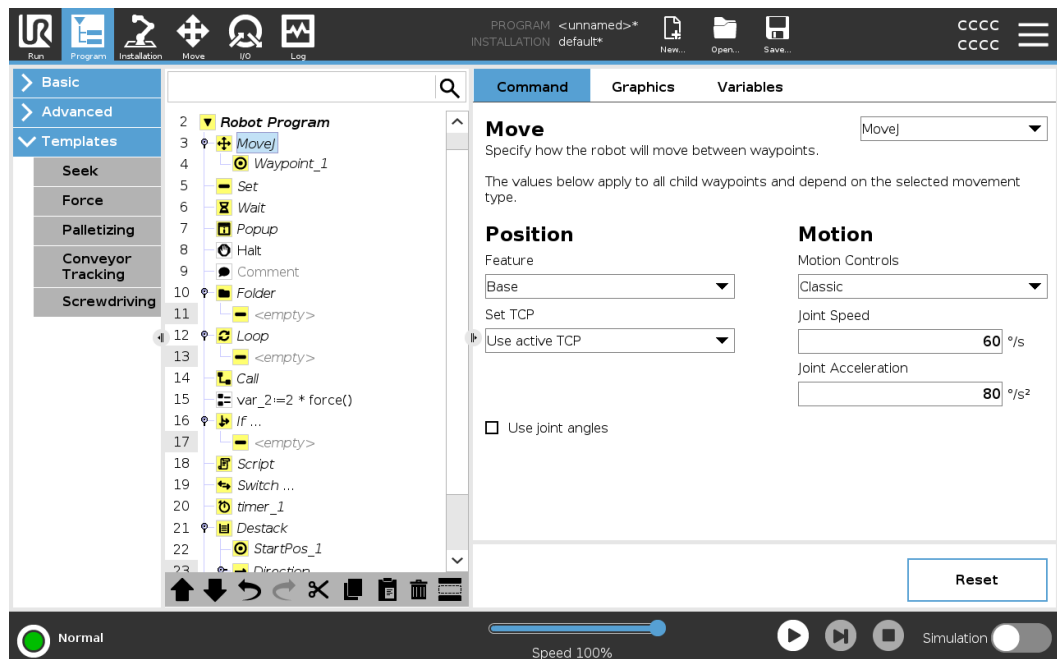 PROGRAM <unnamed>*
INSTALLATION default*
CCCC
CCCC
Run
Program
Installation
Move
I/O
Log
New...
Open...
Save...
Basic
Advanced
Templates
Seek
Force
Palletizing
Conveyor
Tracking
Screwdriving
2 Robot Program
3 MoveJ
4 Waypoint_1
5 Set
6 Wait
7 Popup
8 Halt
9 Comment
10 Folder
11 <empty>
12 Loop
13 <empty>
14 Call
15 var_2:=2 * force()
16 If ...
17 <empty>
18 Script
19 Switch ...
20 timer_1
21 Destack
22 StartPos_1
23 Direction
Command Graphics Variables
Move
MoveJ
Specify how the robot will move between waypoints.
The values below apply to all child waypoints and depend on the selected movement
type.
Position
Feature
Base
Set TCP
Use active TCP
Use joint angles
Motion
Motion Controls
Classic
Joint Speed
60 °/s
Joint Acceleration
80 °/s²
Reset
Normal
Speed 100%
Simulation